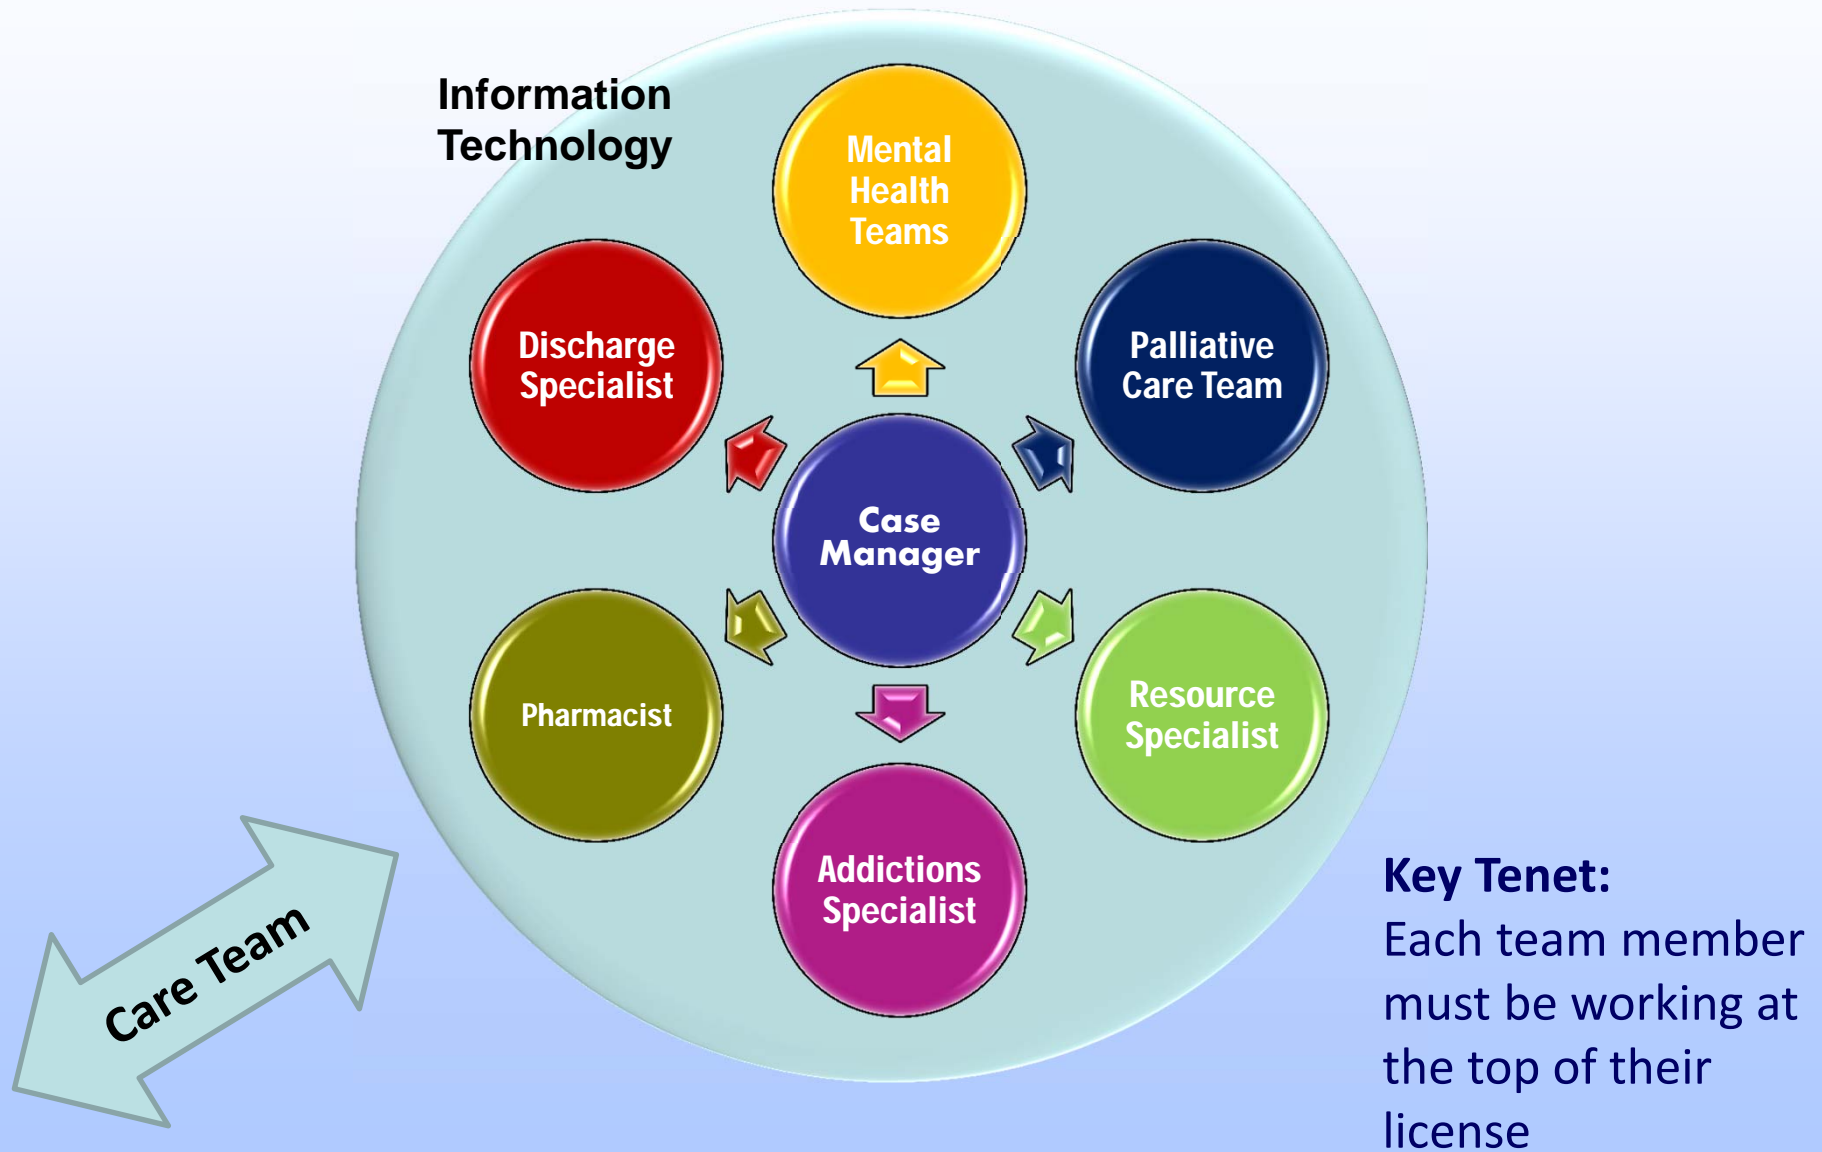 Information
Technology
Mental
Health
Teams
Discharge
Specialist
Palliative
Care Team
Case
Manager
Pharmacist
Resource
Specialist
Addictions
Specialist
Care Team
Key Tenet:
Each team member
must be working at
the top of their
license